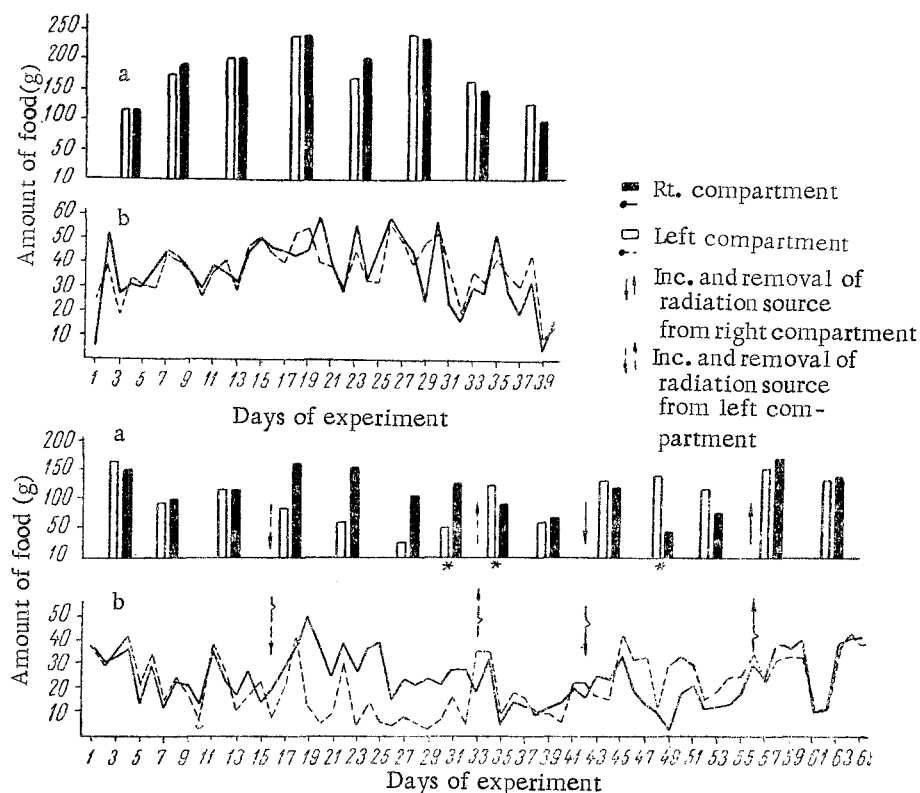 250
200
150
100
50
10
a
Amount of food(g)
60
50
40
30
20
10
b
1 3 5 7 9 11 13 15 17 19 21 23 25 27 29 31 33 35 37 39
Days of experiment
Rt. compartment
Left compartment
Inc. and removal of
radiation source
from right compartment
Inc. and removal of
radiation source
from left com-
partment
200
150
100
50
10
a
* * *
Amount of food (g)
50
40
30
20
10
b
1 3 5 7 9 11 13 15 17 19 21 23 25 27 29 31 33 35 37 39 41 43 45 47 49 51 53 55 57 59 61 63 65
Days of experiment